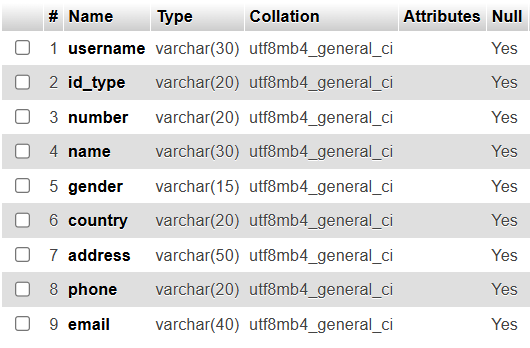 # Name Type Collation Attributes Null
1 username varchar(30) utf8mb4_general_ci Yes
2 id_type varchar(20) utf8mb4_general_ci Yes
3 number varchar(20) utf8mb4_general_ci Yes
4 name varchar(30) utf8mb4_general_ci Yes
5 gender varchar(15) utf8mb4_general_ci Yes
6 country varchar(20) utf8mb4_general_ci Yes
7 address varchar(50) utf8mb4_general_ci Yes
8 phone varchar(20) utf8mb4_general_ci Yes
9 email varchar(40) utf8mb4_general_ci Yes